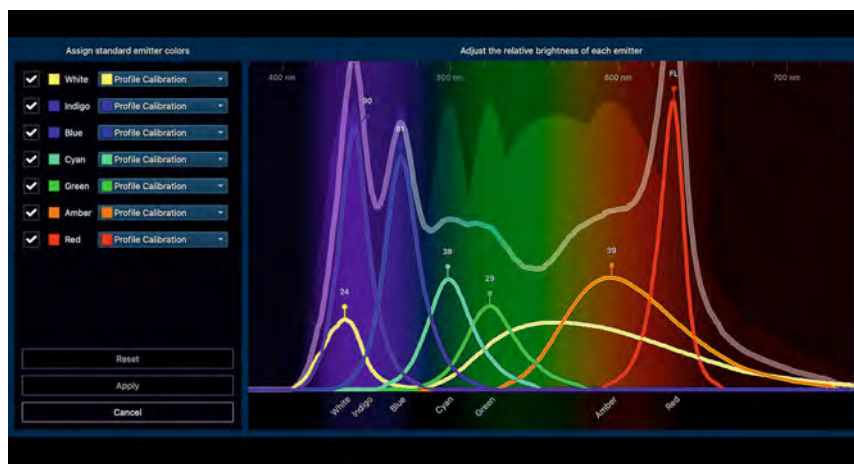 Assign standard emitter colors
Adjust the relative brightness of each emitter
White Profile Calibration
Indigo Profile Calibration
Blue Profile Calibration
Cyan Profile Calibration
Green Profile Calibration
Amber Profile Calibration
Red Profile Calibration
Reset
Apply
Cancel
400 nm 500 nm 600 nm 700 nm
FL
90
81
38
39
29
24
White Indigo Blue Cyan Green Amber Red